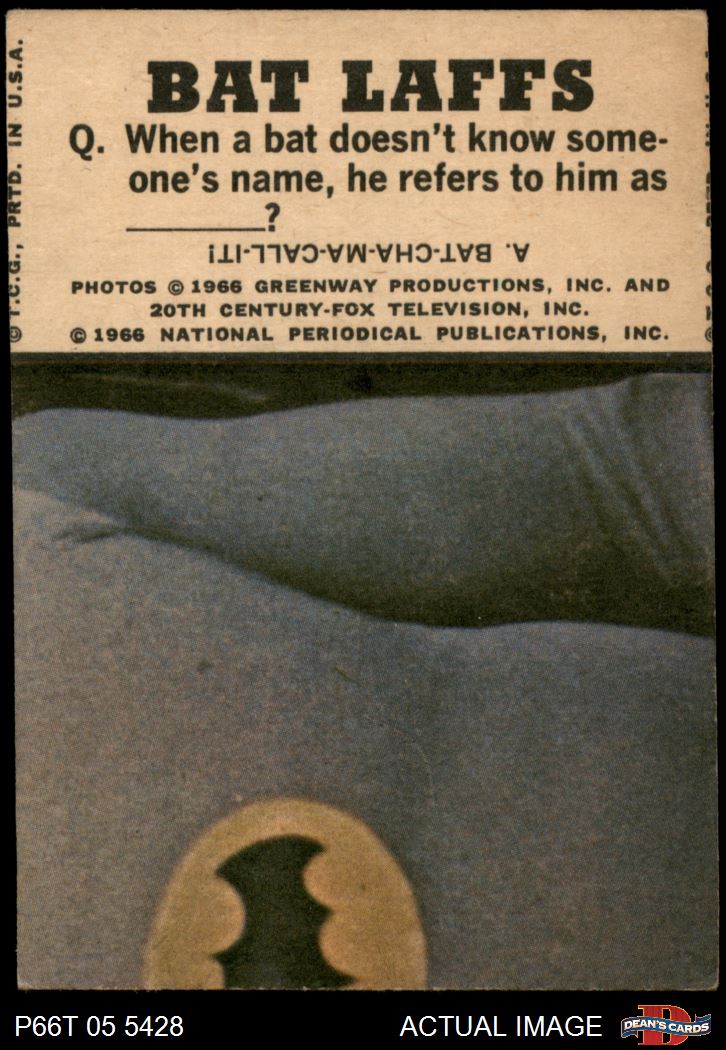 BAT LAFFS
Q. When a bat doesn't know some-
one's name, he refers to him as
________?
A. BAT-CHA-MA-CALL-IT!
PHOTOS © 1966 GREENWAY PRODUCTIONS, INC. AND
20TH CENTURY-FOX TELEVISION, INC.
© 1966 NATIONAL PERIODICAL PUBLICATIONS, INC.
© T.C.G., PRTD. IN U.S.A.
P66T 05 5428
ACTUAL IMAGE
DEAN'S CARDS